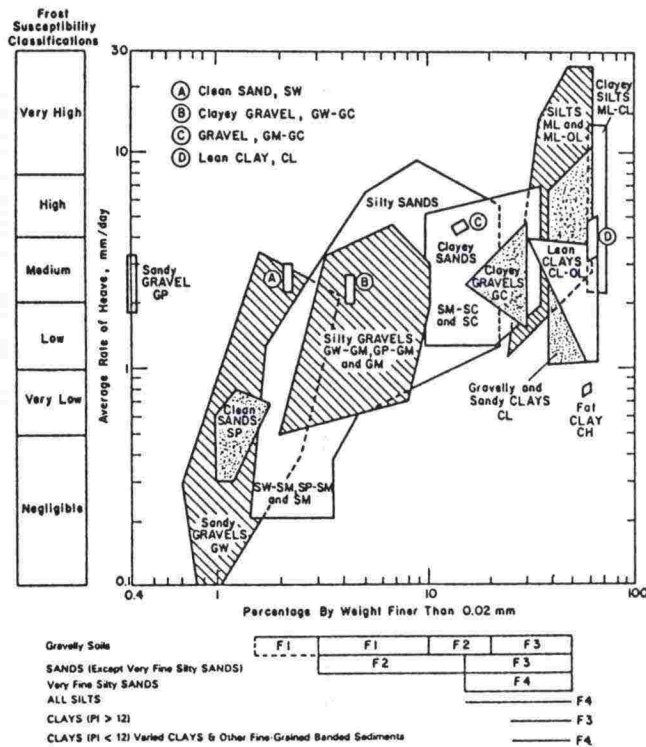 Frost
Susceptibility
Classifications
Very High
High
Medium
Low
Very Low
Negligible
Average Rate of Heave, mm/day
30
10
1
0.1
A Clean SAND, SW
B Clayey GRAVEL, GW-GC
C GRAVEL, GM-GC
D Lean CLAY, CL
Clayey
SILTS
ML-CL
SILTS
ML and
ML-OL
Silty SANDS
C
Clayey
SANDS
D
Sandy
GRAVEL
GP
A
B
Clayey
GRAVELS
GC
Lean
CLAYS
CL-OL
SM-SC
and SC
Silty GRAVELS
GW-GM,GP-GM
and GM
Gravelly and
Sandy CLAYS
CL
Fat
CLAY
CH
Clean
SANDS
SP
SW-SM,SP-SM
and SM
Sandy
GRAVELS
GW
0.4
1
10
100
Percentage By Weight Finer Than 0.02 mm
Gravelly Soils
F1
F1
F2
F3
SANDS (Except Very Fine Silty SANDS)
F2
F3
Very Fine Silty SANDS
F4
ALL SILTS
F4
CLAYS (PI > 12)
F3
CLAYS (PI < 12) Varied CLAYS & Other Fine-Grained Banded Sediments
F4